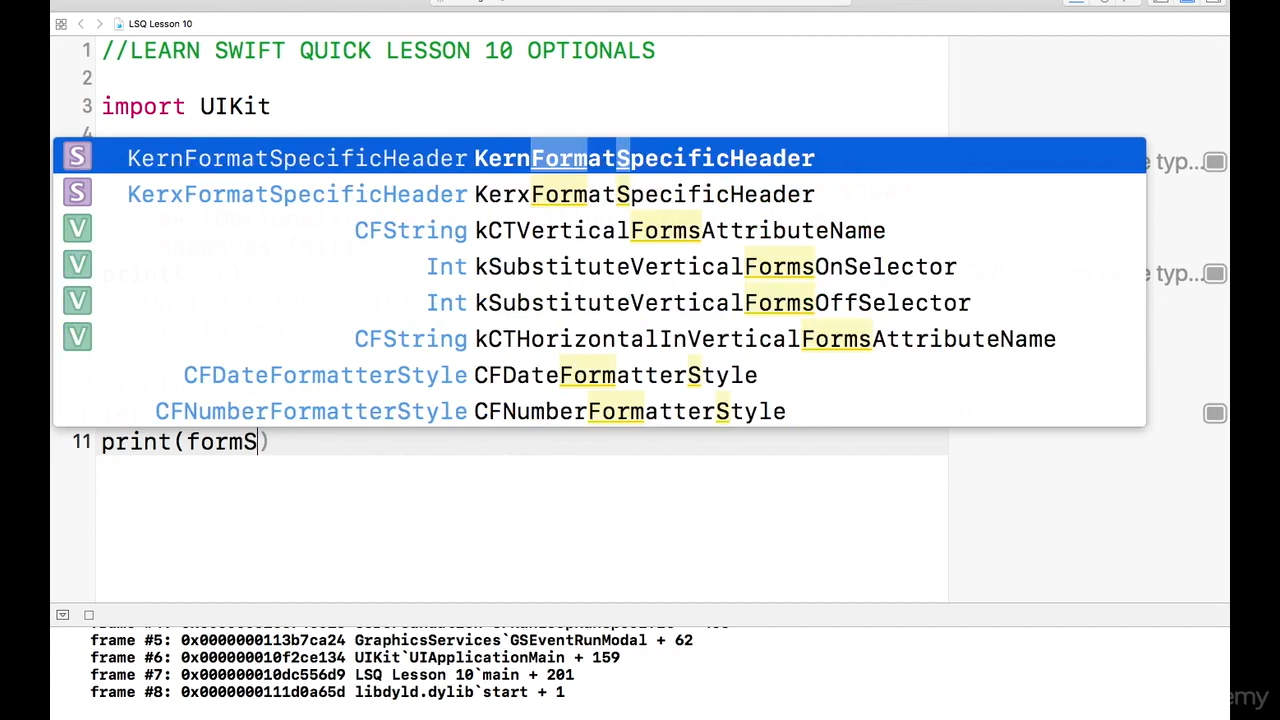 LSQ Lesson 10
1 //LEARN SWIFT QUICK LESSON 10 OPTIONALS
2
3 import UIKit
4
KernFormatSpecificHeader KernFormatSpecificHeader
KerxFormatSpecificHeader KerxFormatSpecificHeader
CFString kCTVerticalFormsAttributeName
Int kSubstituteVerticalFormsOnSelector
Int kSubstituteVerticalFormsOffSelector
CFString kCTHorizontalInVerticalFormsAttributeName
CFDateFormatterStyle CFDateFormatterStyle
CFNumberFormatterStyle CFNumberFormatterStyle
typ...
typ...
11 print(formS)
frame #5: 0x0000000113b7ca24 GraphicsServices`GSEventRunModal + 62
frame #6: 0x000000010f2ce134 UIKit`UIApplicationMain + 159
frame #7: 0x000000010dc556d9 LSQ Lesson 10`main + 201
frame #8: 0x0000000111d0a65d libdyld.dylib`start + 1